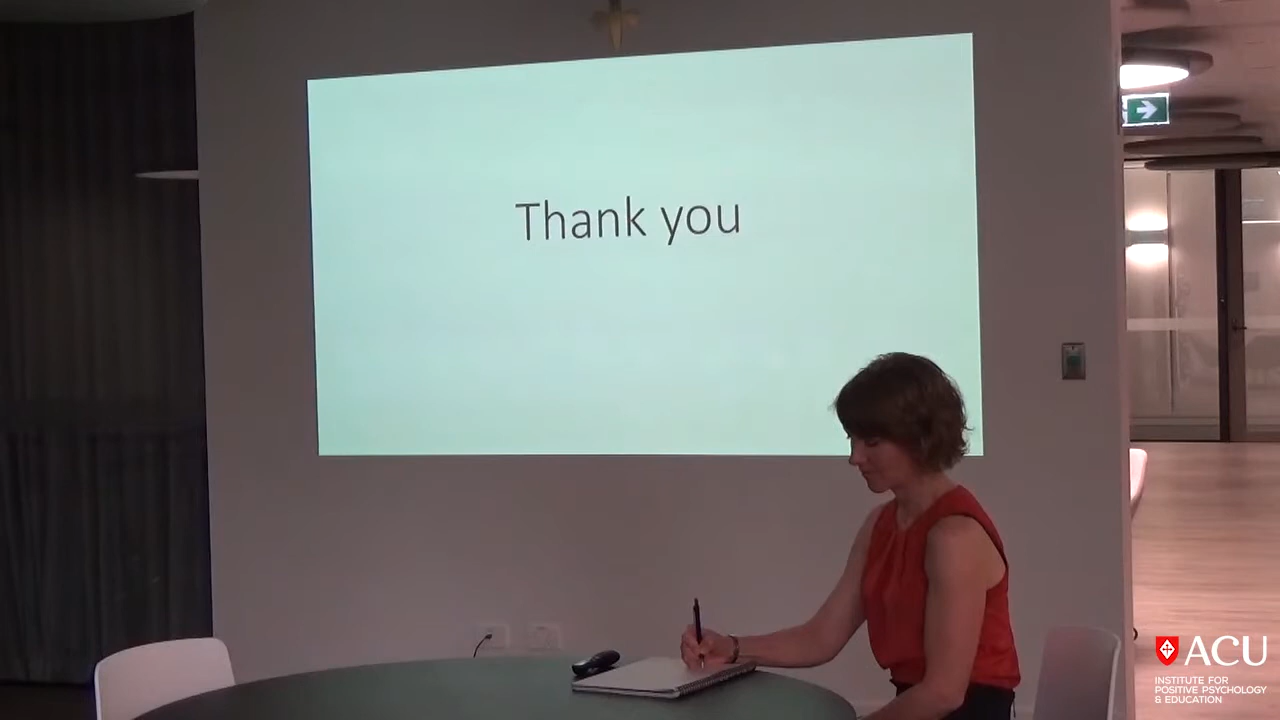 Thank you
ACU
INSTITUTE FOR
POSITIVE PSYCHOLOGY
& EDUCATION